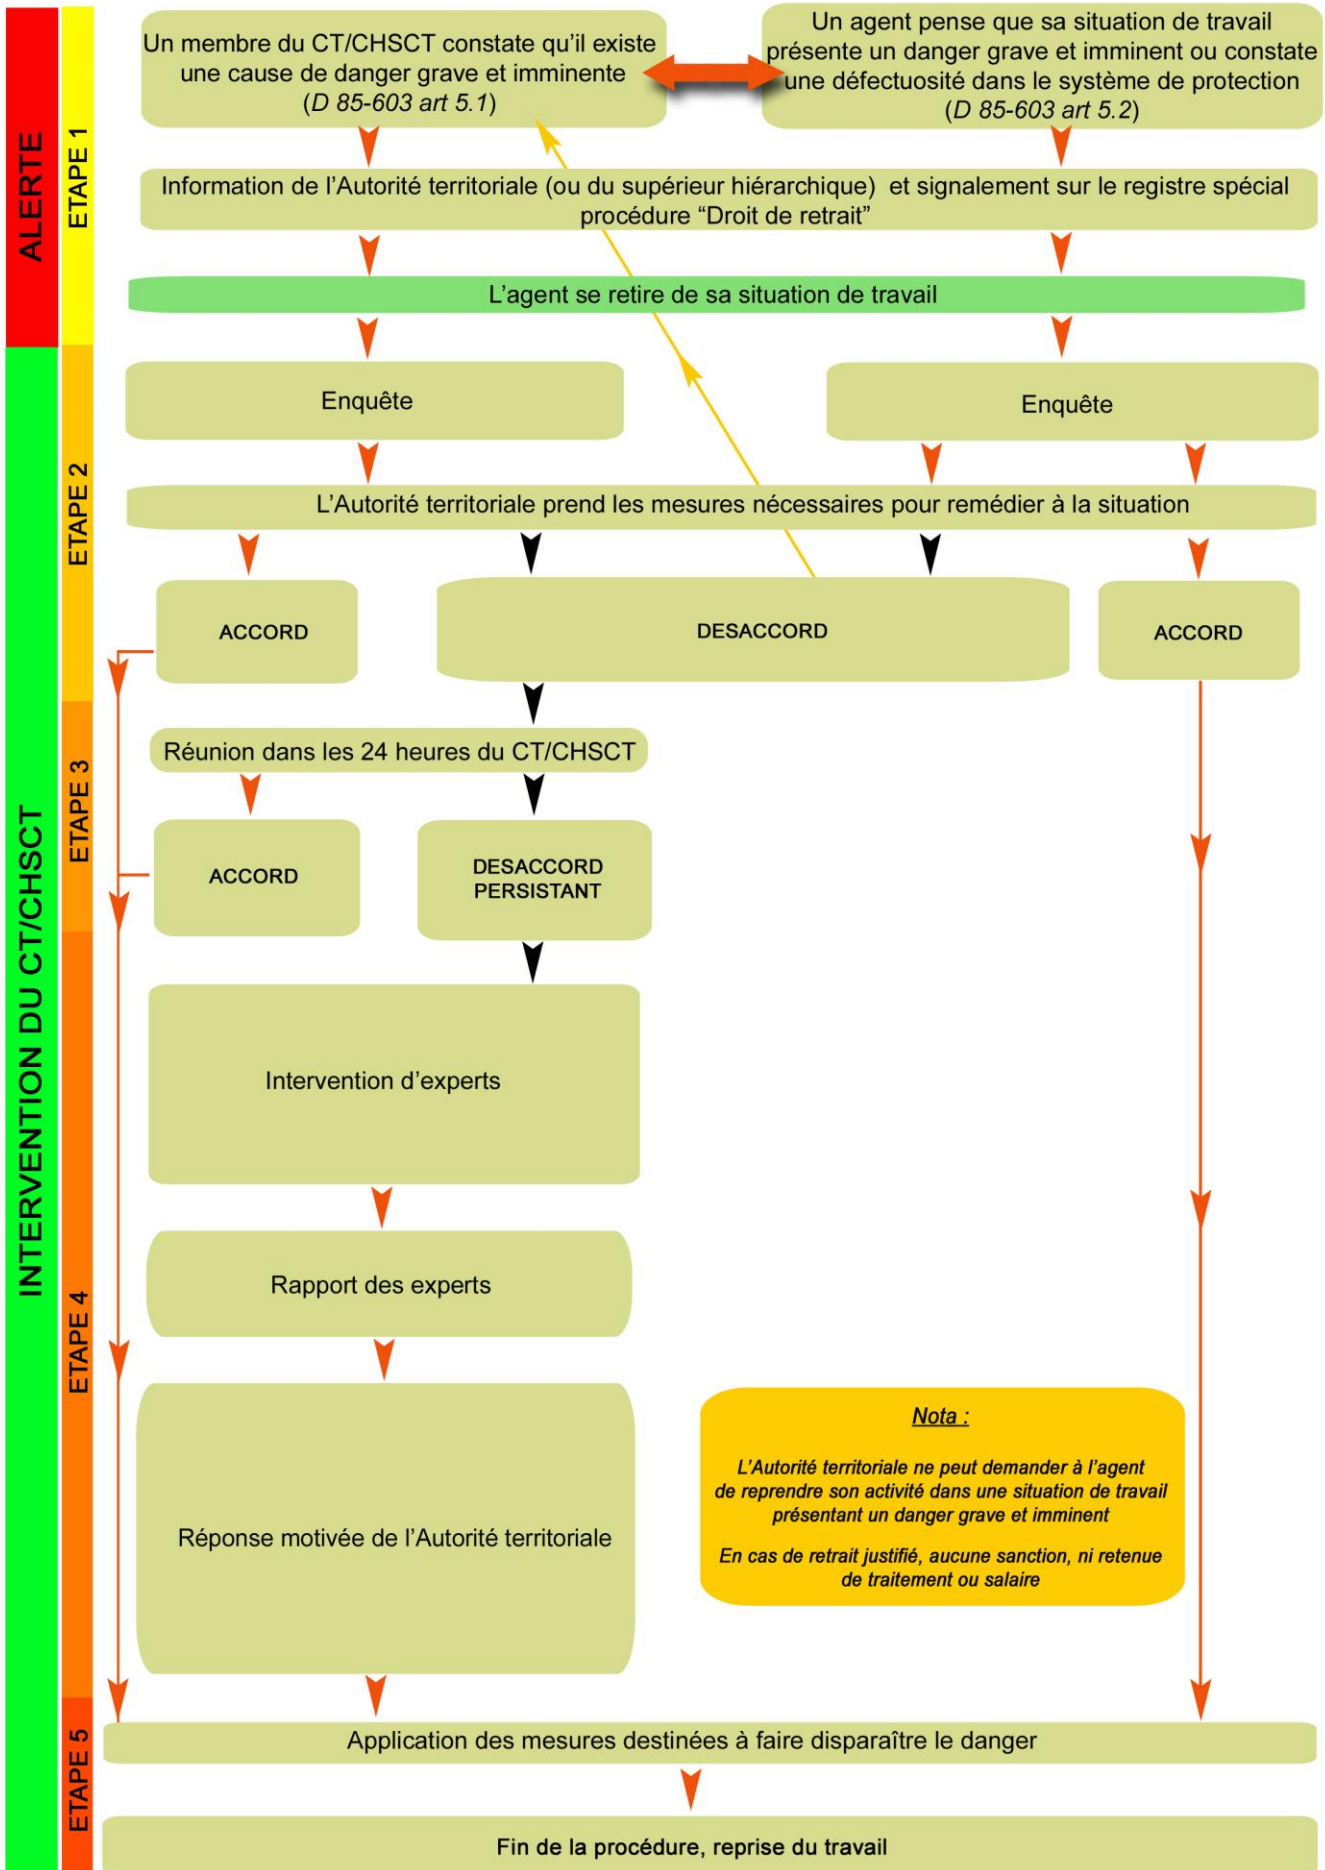 ALERTE
INTERVENTION DU CT/CHSCT
ETAPE 1
ETAPE 2
ETAPE 3
ETAPE 4
ETAPE 5
Un membre du CT/CHSCT constate qu’il existe
une cause de danger grave et imminente
(D 85-603 art 5.1)
Un agent pense que sa situation de travail
présente un danger grave et imminent ou constate
une défectuosité dans le système de protection
(D 85-603 art 5.2)
Information de l’Autorité territoriale (ou du supérieur hiérarchique) et signalement sur le registre spécial
procédure “Droit de retrait”
L’agent se retire de sa situation de travail
Enquête
Enquête
L’Autorité territoriale prend les mesures nécessaires pour remédier à la situation
ACCORD
DESACCORD
ACCORD
Réunion dans les 24 heures du CT/CHSCT
ACCORD
DESACCORD
PERSISTANT
Intervention d’experts
Rapport des experts
Réponse motivée de l’Autorité territoriale
Nota :
L’Autorité territoriale ne peut demander à l’agent
de reprendre son activité dans une situation de travail
présentant un danger grave et imminent
En cas de retrait justifié, aucune sanction, ni retenue
de traitement ou salaire
Application des mesures destinées à faire disparaître le danger
Fin de la procédure, reprise du travail